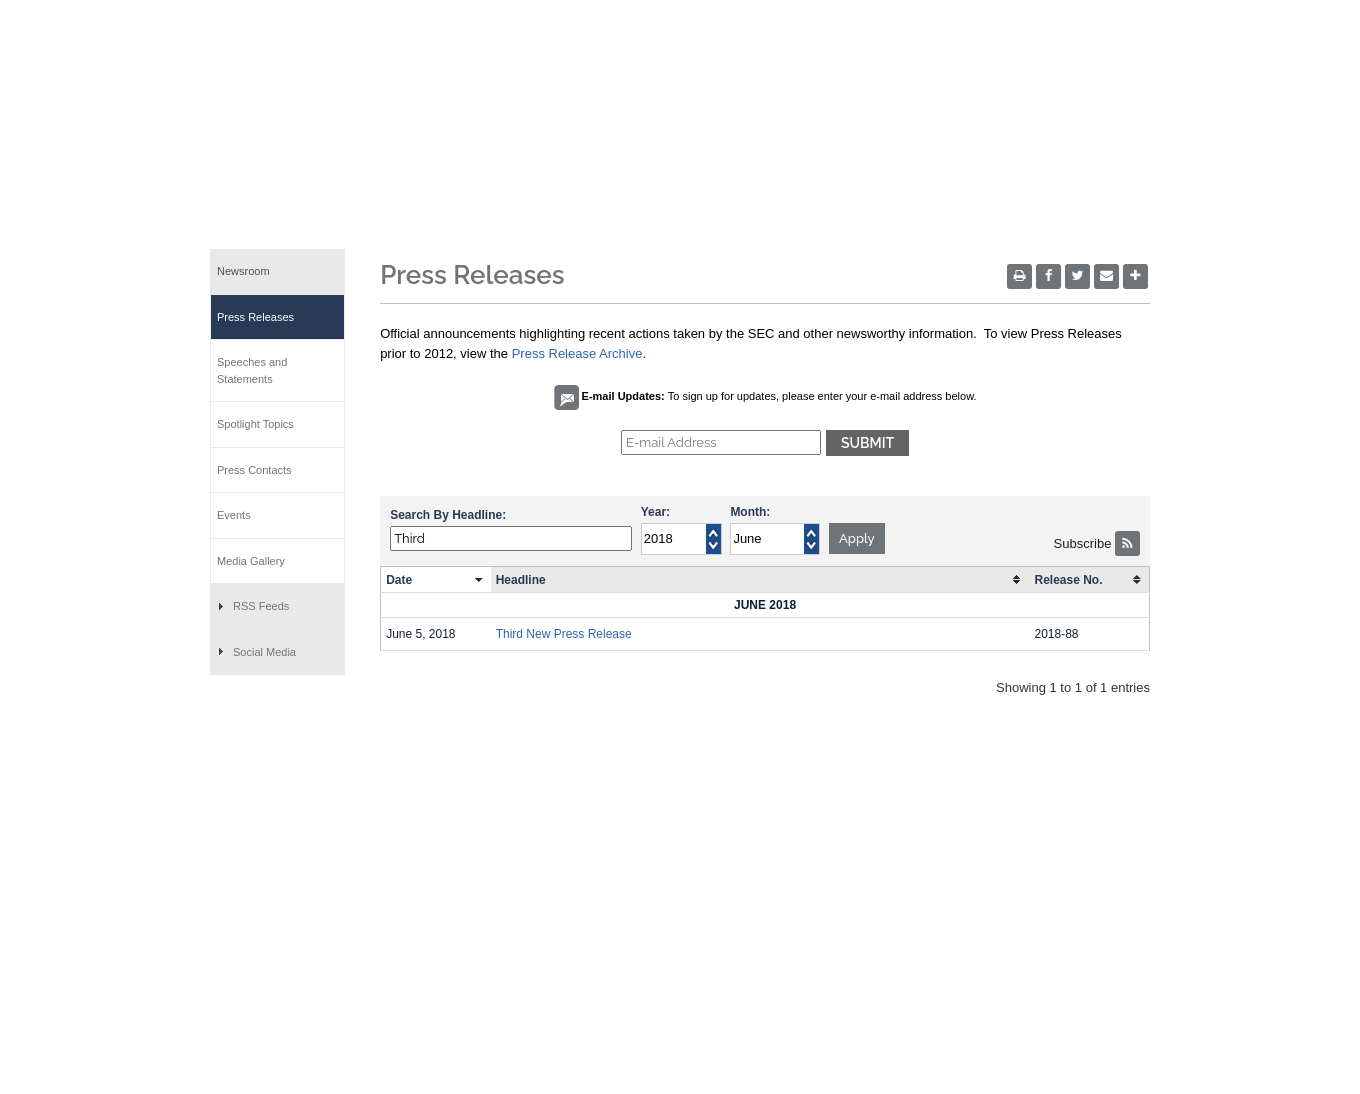 Newsroom
Press Releases
Speeches and
Statements
Spotlight Topics
Press Contacts
Events
Media Gallery
RSS Feeds
Social Media
Press Releases
Official announcements highlighting recent actions taken by the SEC and other newsworthy information.  To view Press Releases
prior to 2012, view the Press Release Archive.
E-mail Updates: To sign up for updates, please enter your e-mail address below.
E-mail Address SUBMIT
Search By Headline: Year: Month:
Third 2018 June Apply Subscribe
Date Headline Release No.
JUNE 2018
June 5, 2018 Third New Press Release 2018-88
Showing 1 to 1 of 1 entries